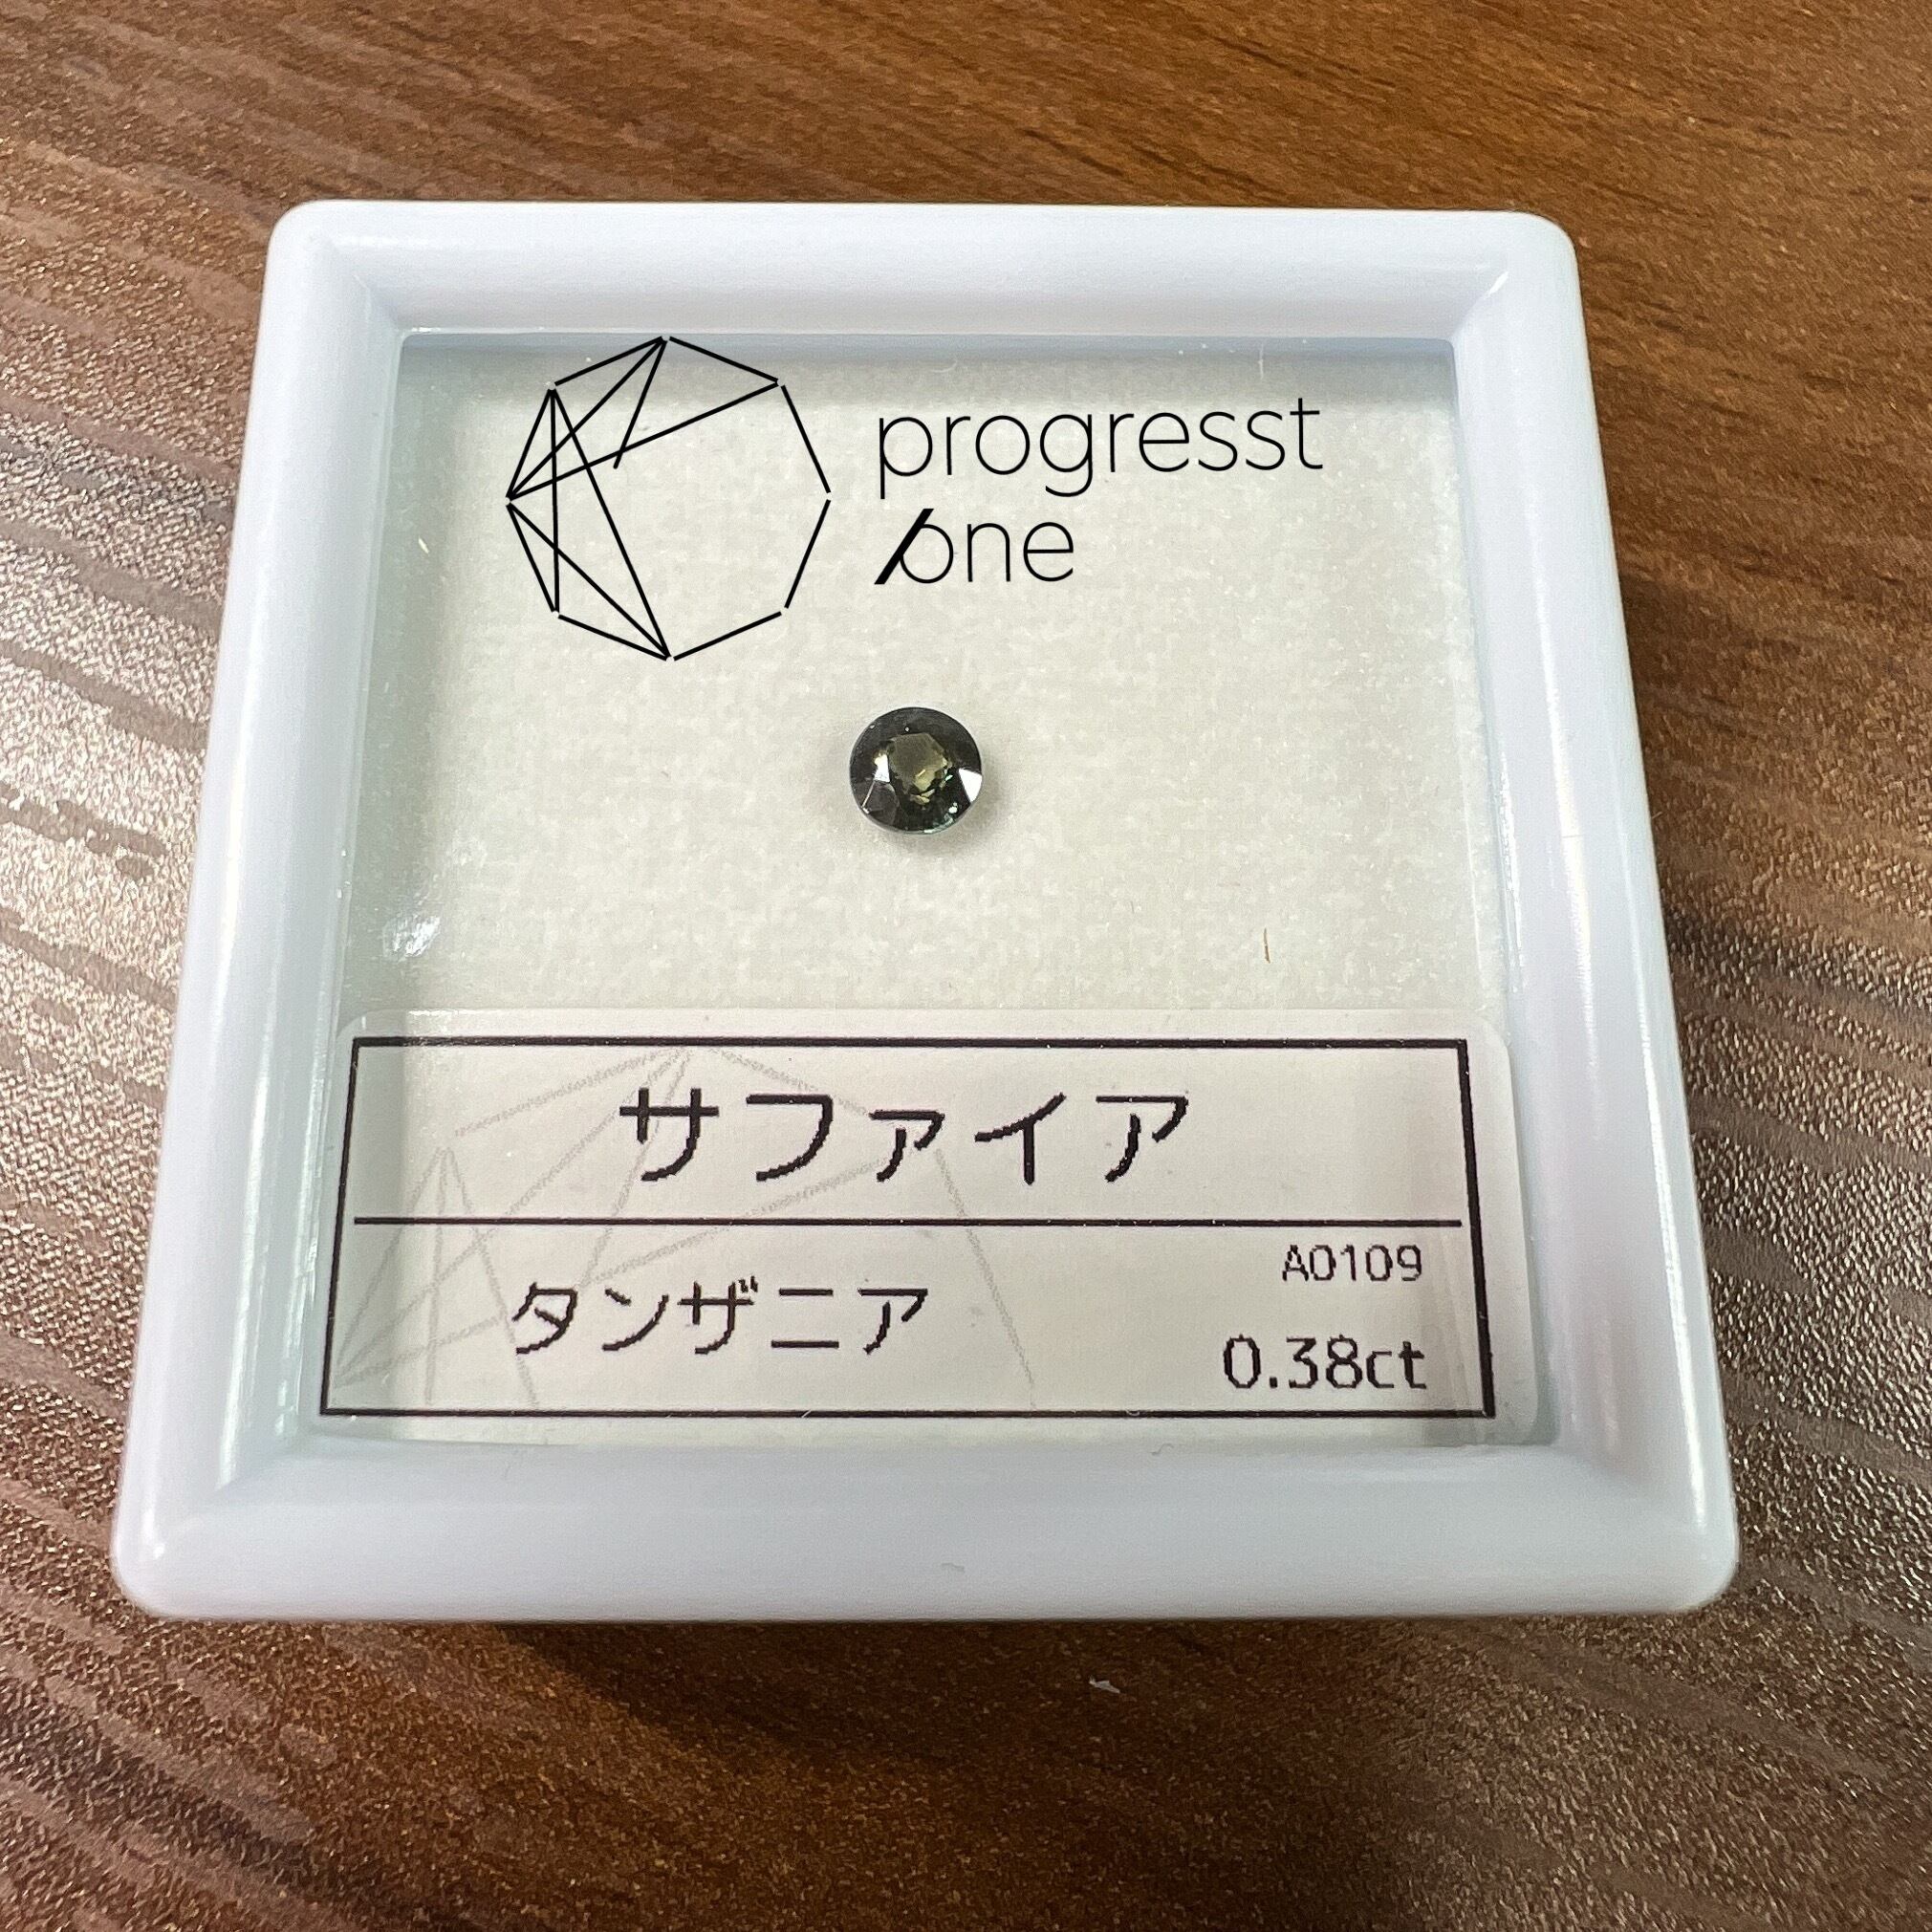 progresst
one
サファイア
タンザニア
A0109
0.38ct